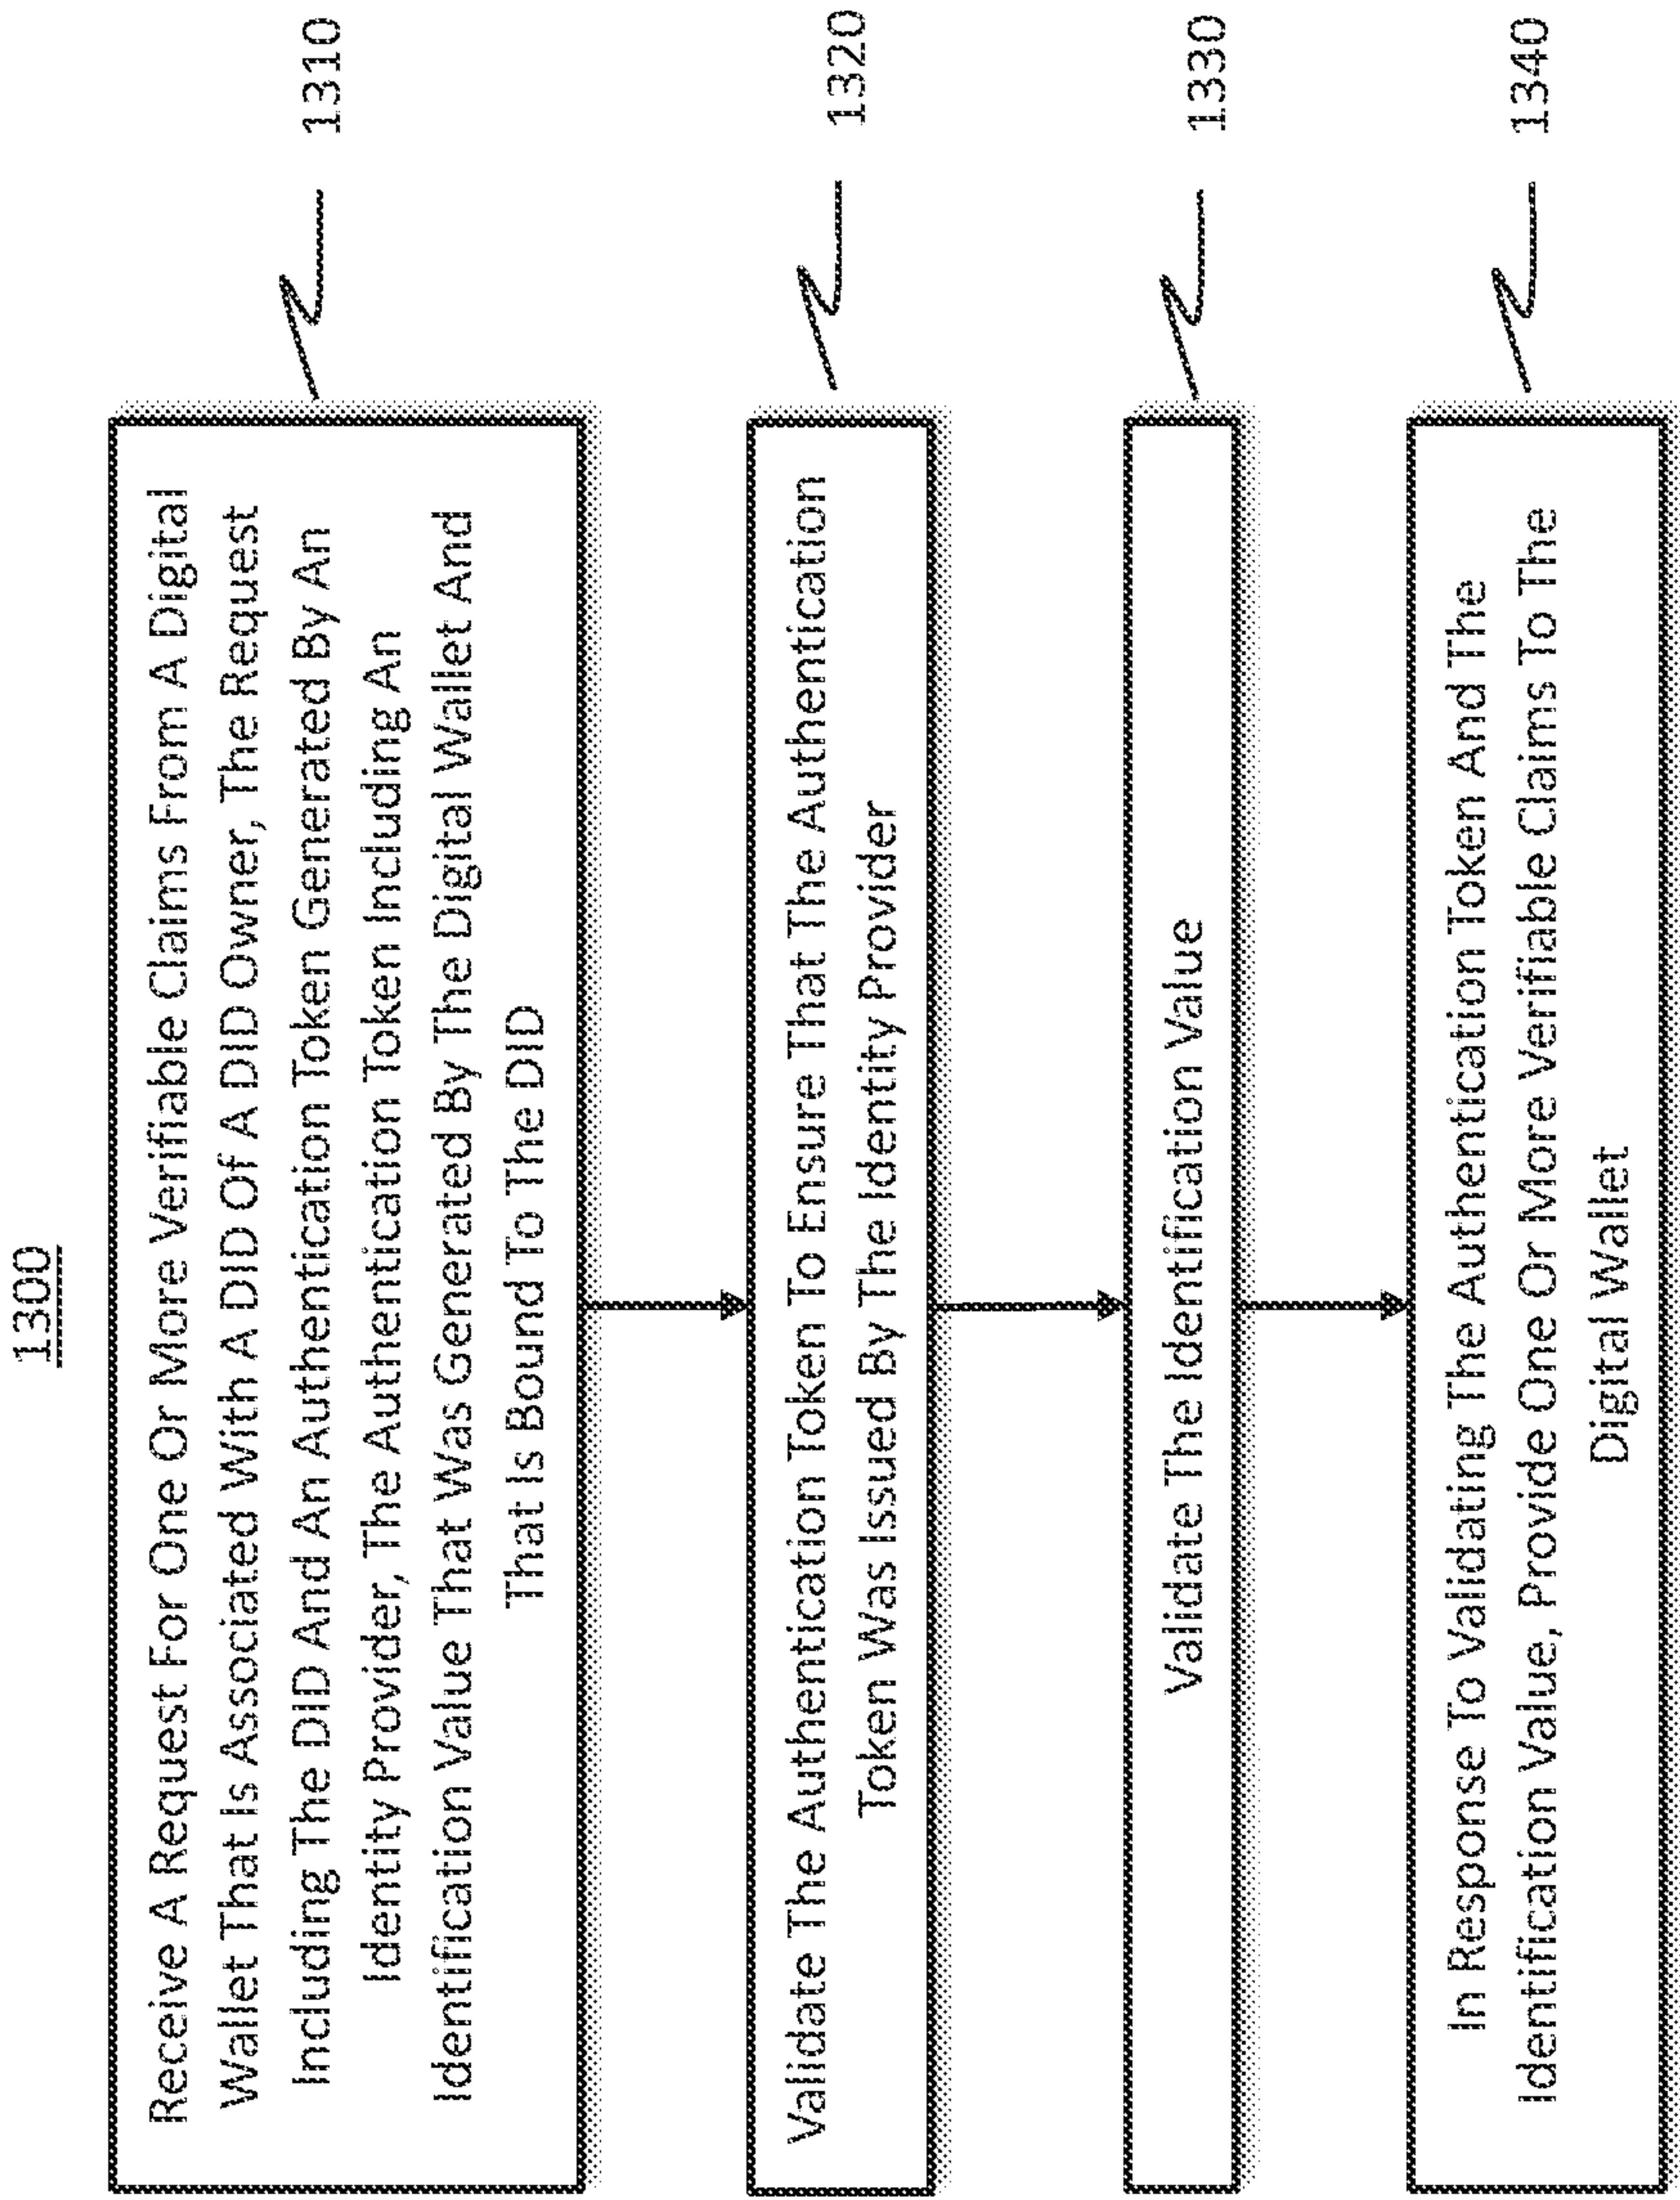 1300
Receive A Request For One Or More Verifiable Claims From A Digital
Wallet That Is Associated With A DID Of A DID Owner, The Request
Including The DID And An Authentication Token Generated By An
Identity Provider, The Authentication Token Including An
Identification Value That Was Generated By The Digital Wallet And
That Is Bound To The DID
1310
Validate The Authentication Token To Ensure That The Authentication
Token Was Issued By The Identity Provider
1320
Validate The Identification Value
1330
In Response To Validating The Authentication Token And The
Identification Value, Provide One Or More Verifiable Claims To The
Digital Wallet
1340